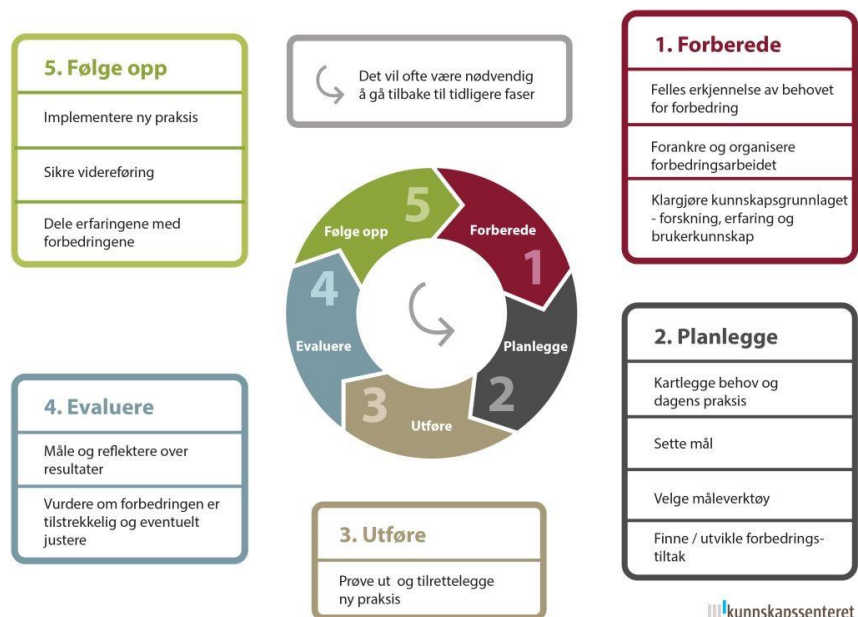 5. Følge opp
Implementere ny praksis
Sikre videreføring
Dele erfaringene med
forbedringene
Det vil ofte være nødvendig
å gå tilbake til tidligere faser
1. Forberede
Felles erkjennelse av behovet
for forbedring
Forankre og organisere
forbedringsarbeidet
Klargjøre kunnskapsgrunnlaget
- forskning, erfaring og
brukerkunnskap
5
Følge opp
Forberede
1
4
Evaluere
Planlegge
2
3
Utføre
2. Planlegge
Kartlegge behov og
dagens praksis
Sette mål
Velge måleverktøy
Finne / utvikle forbedrings-
tiltak
4. Evaluere
Måle og reflektere over
resultater
Vurdere om forbedringen er
tilstrekkelig og eventuelt
justere
3. Utføre
Prøve ut og tilrettelegge
ny praksis
kunnskapssenteret